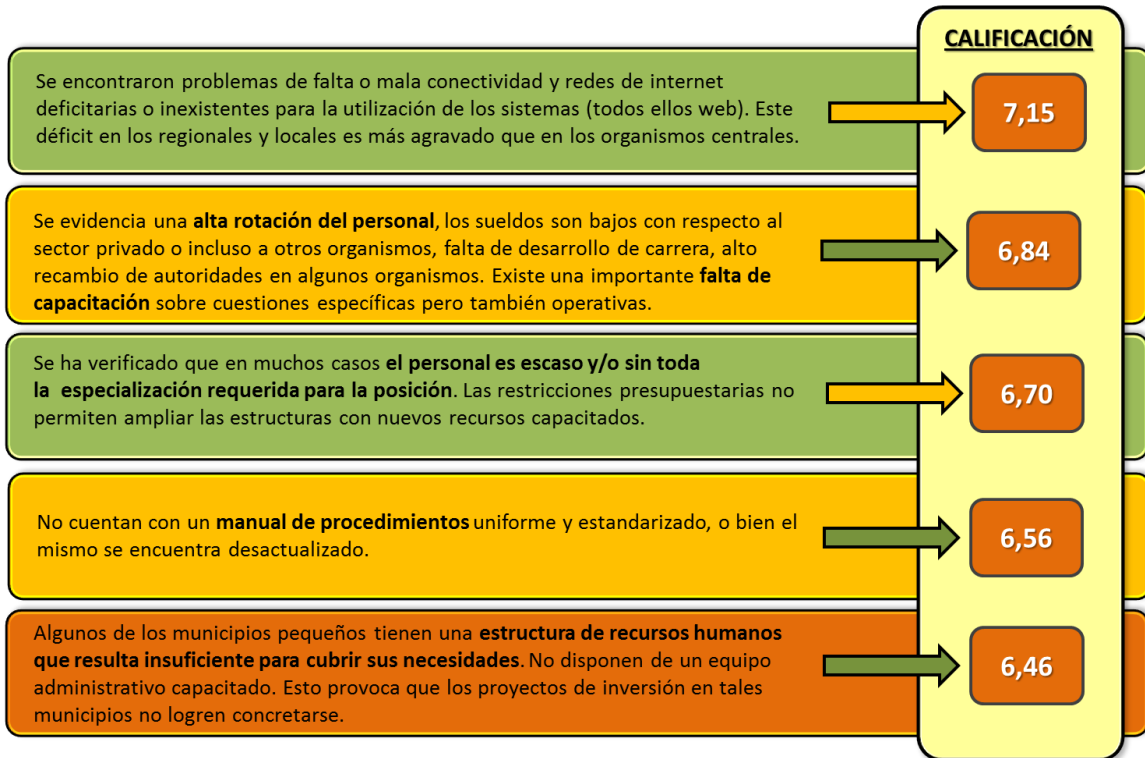 CALIFICACIÓN
Se encontraron problemas de falta o mala conectividad y redes de internet
deficitarias o inexistentes para la utilización de los sistemas (todos ellos web). Este
déficit en los regionales y locales es más agravado que en los organismos centrales.
7,15
Se evidencia una alta rotación del personal, los sueldos son bajos con respecto al
sector privado o incluso a otros organismos, falta de desarrollo de carrera, alto
recambio de autoridades en algunos organismos. Existe una importante falta de
capacitación sobre cuestiones específicas pero también operativas.
6,84
Se ha verificado que en muchos casos el personal es escaso y/o sin toda
la especialización requerida para la posición. Las restricciones presupuestarias no
permiten ampliar las estructuras con nuevos recursos capacitados.
6,70
No cuentan con un manual de procedimientos uniforme y estandarizado, o bien el
mismo se encuentra desactualizado.
6,56
Algunos de los municipios pequeños tienen una estructura de recursos humanos
que resulta insuficiente para cubrir sus necesidades. No disponen de un equipo
administrativo capacitado. Esto provoca que los proyectos de inversión en tales
municipios no logren concretarse.
6,46